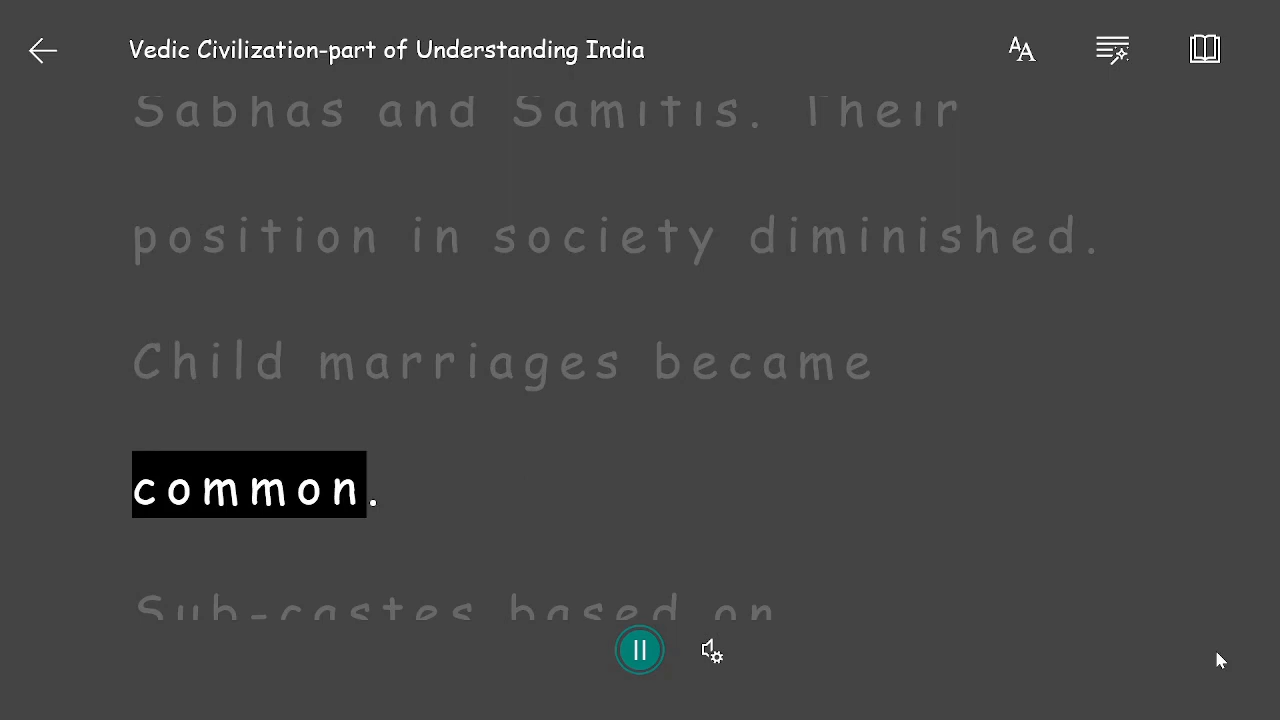 Vedic Civilization-part of Understanding India
Sabhas and Samitis. Their
position in society diminished.
Child marriages became
common.
Sub-castes based on